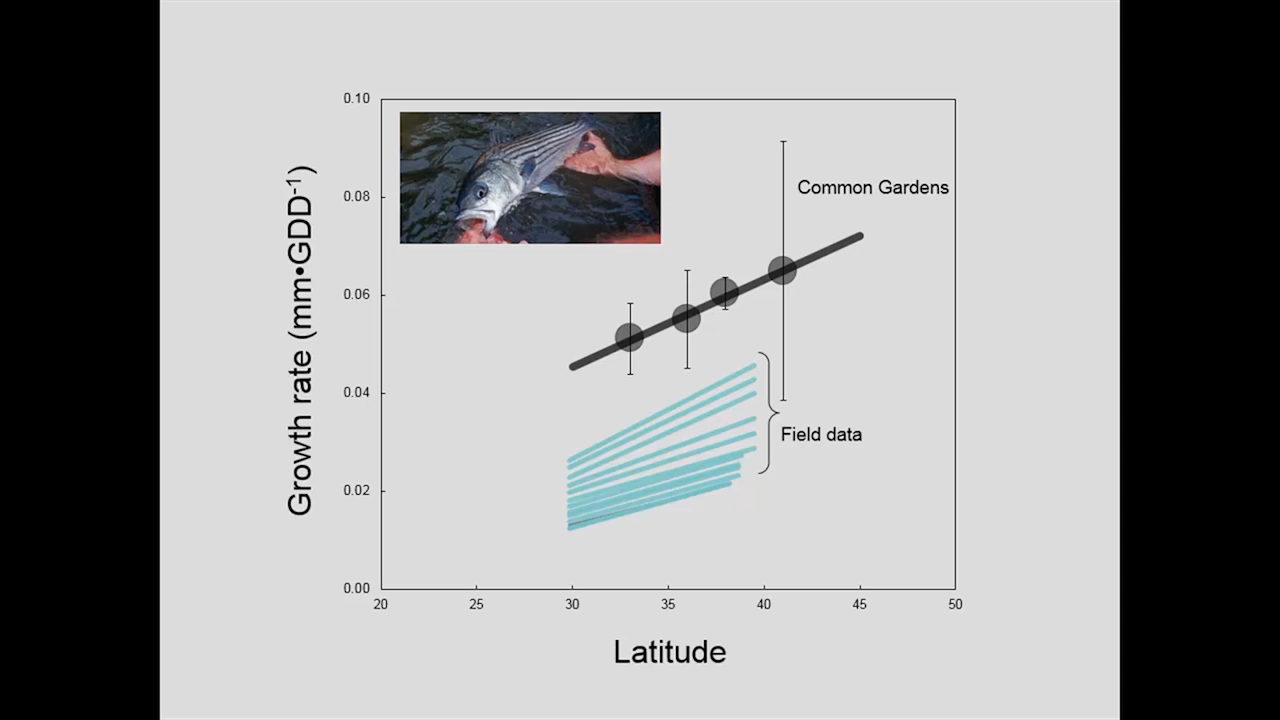 0.10
0.08
0.06
0.04
0.02
0.00
20 25 30 35 40 45 50
Growth rate (mm•GDD⁻¹)
Common Gardens
Field data
Latitude